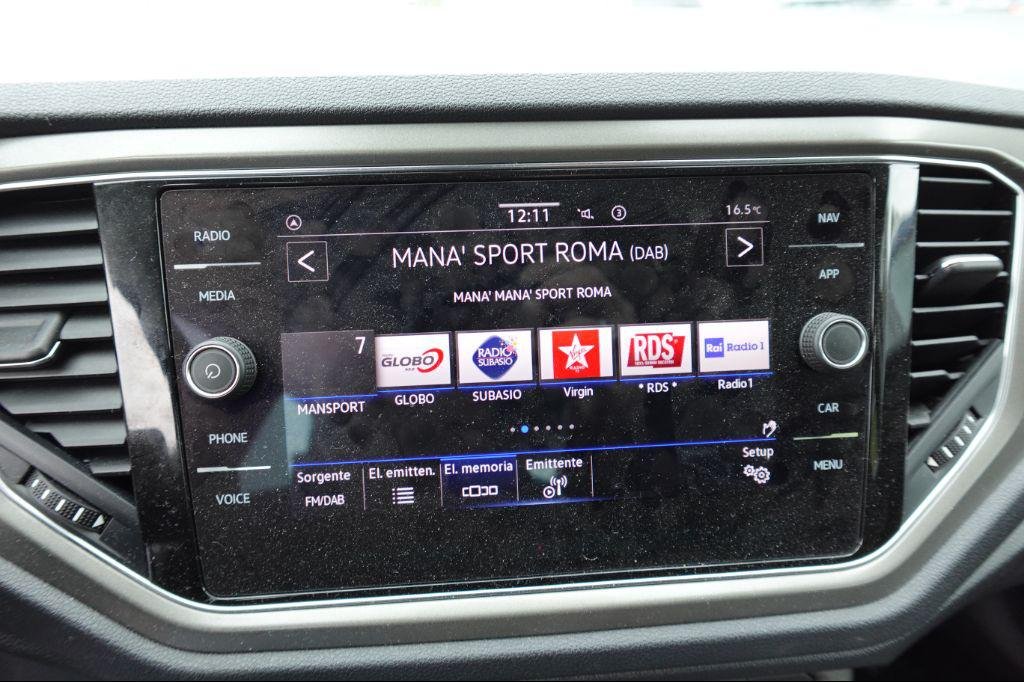 12:11
3
16.5°C
RADIO
MEDIA
PHONE
VOICE
NAV
APP
CAR
MENU
<
MANA' SPORT ROMA (DAB)
>
MANA' MANA' SPORT ROMA
7
MANSPORT
GLOBO
GLOBO
RADIO
SUBASIO
SUBASIO
Virgin
RADIO
Virgin
RDS
* RDS *
Rai Radio 1
Radio1
Setup
Sorgente
FM/DAB
El. emitten.
El. memoria
Emittente